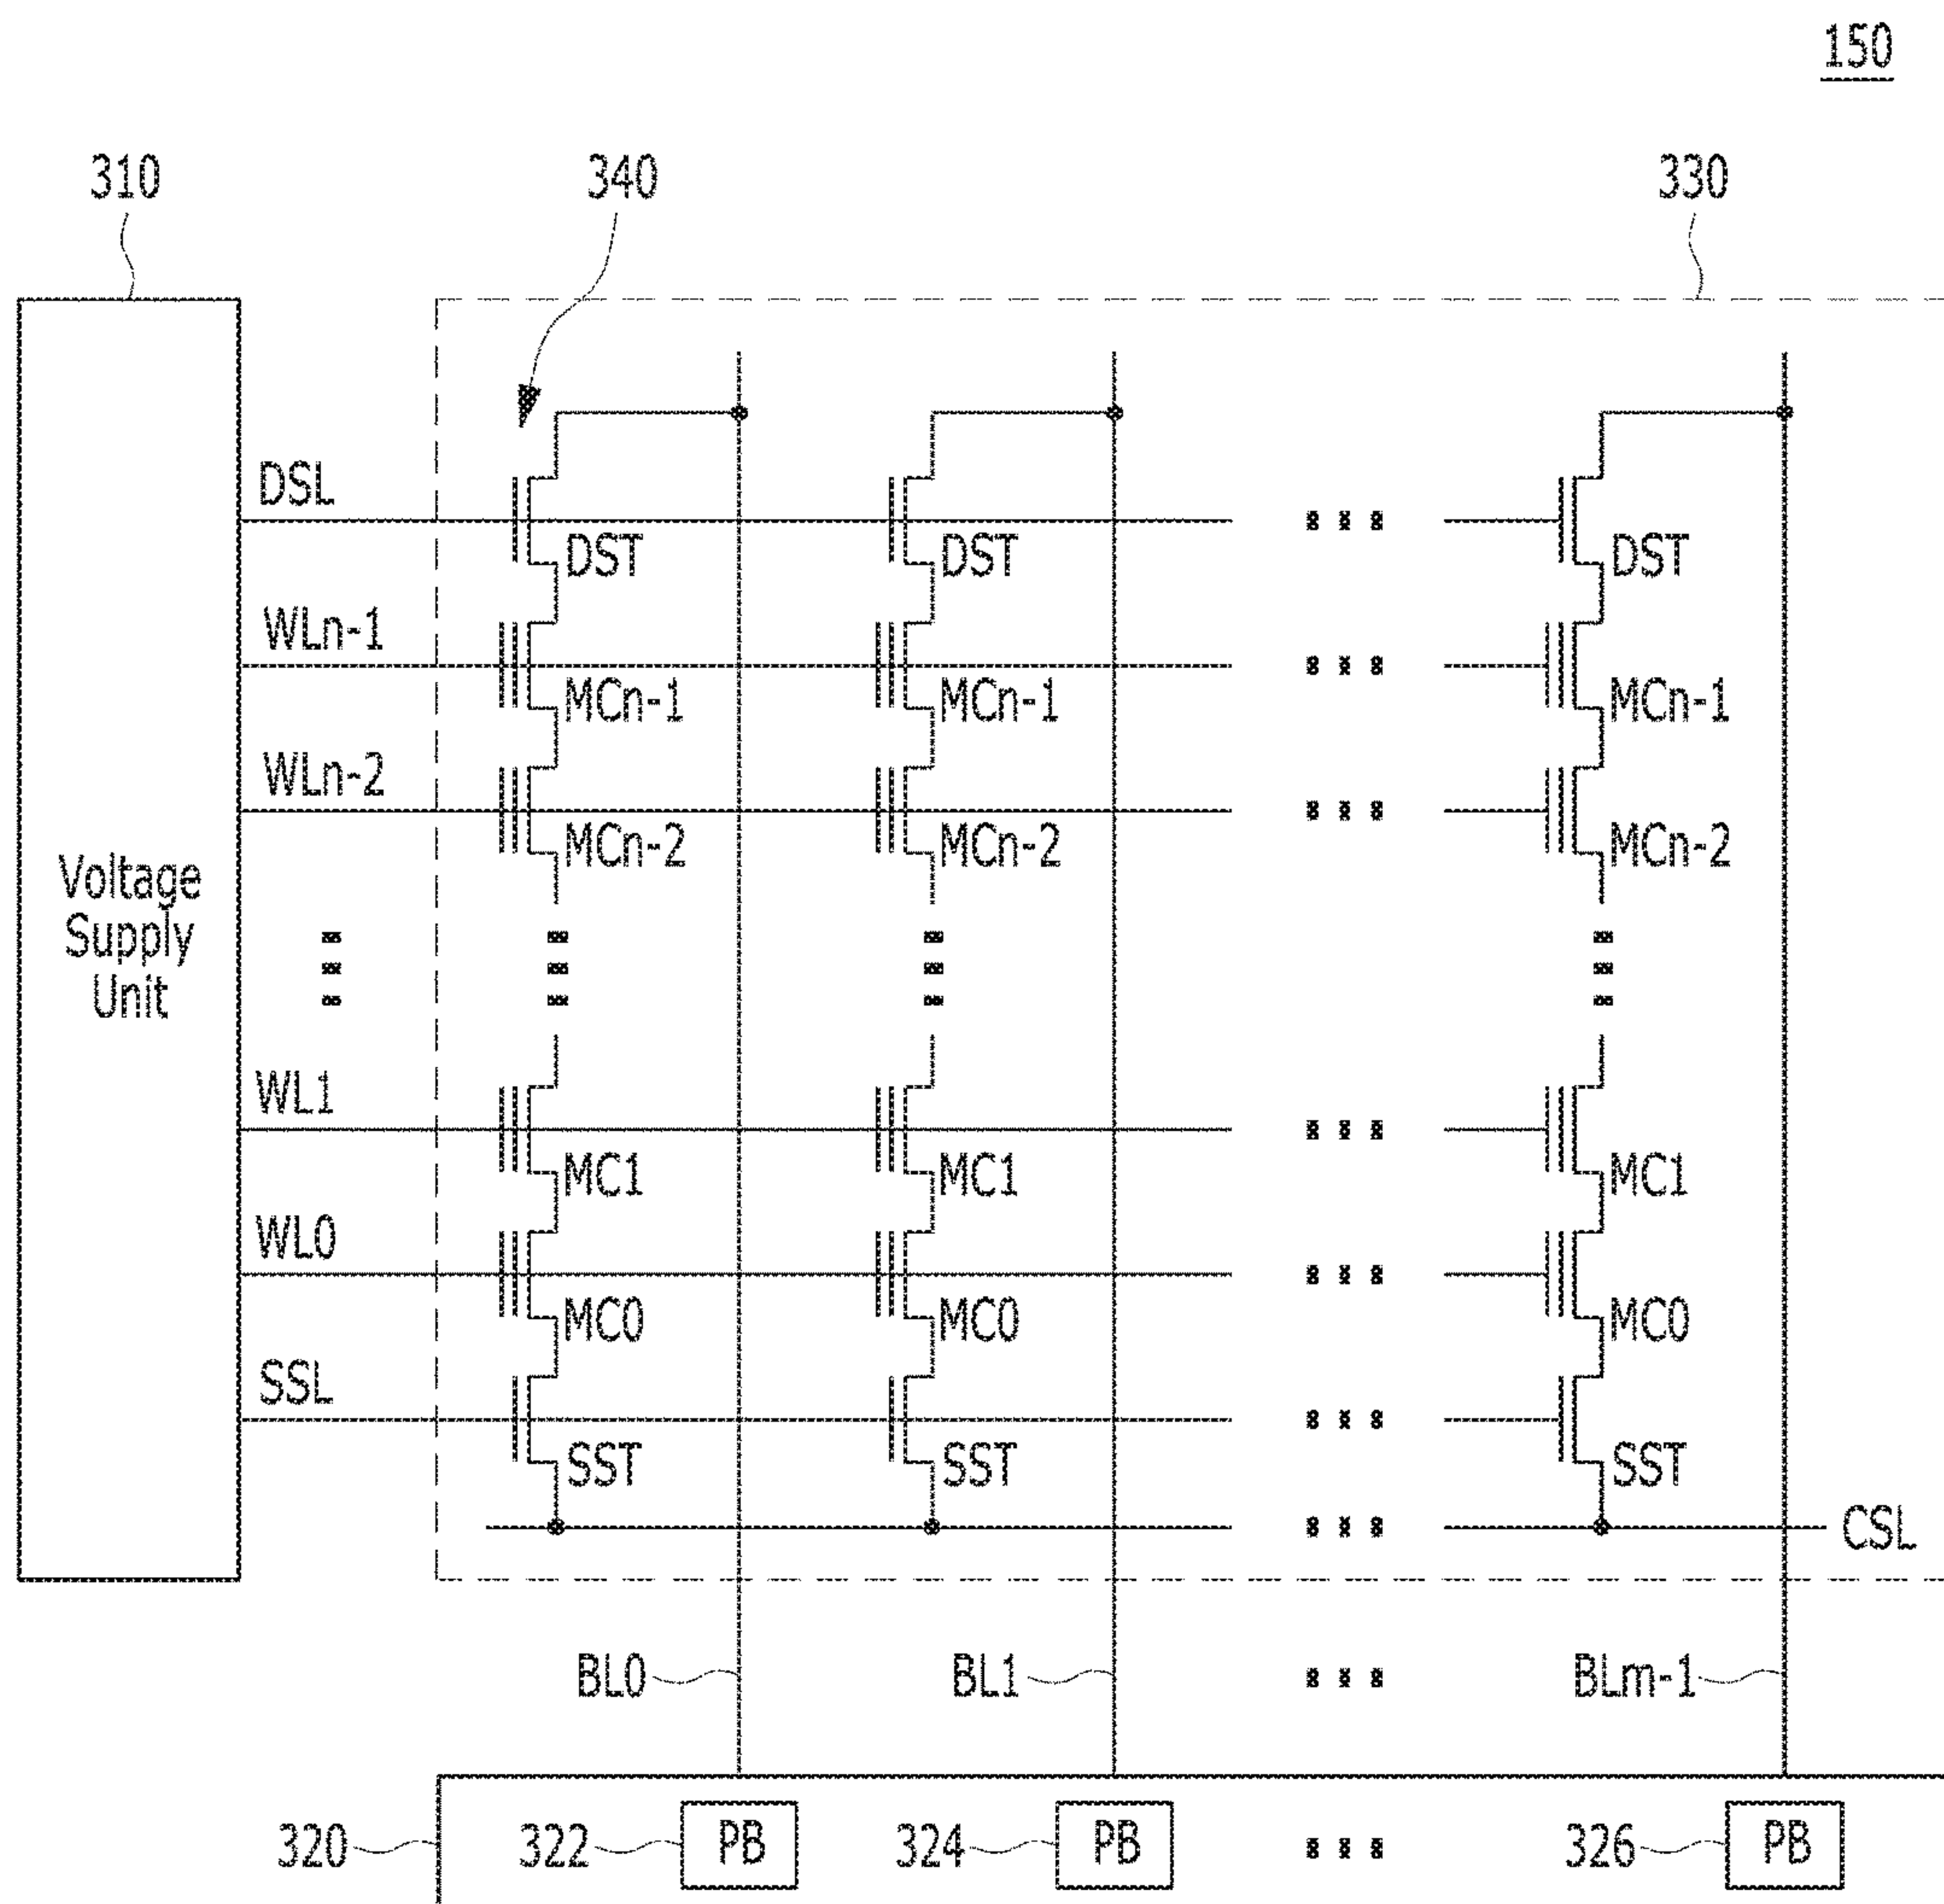 150
310 340 330
DSL
DST DST DST
WLn-1
MCn-1 MCn-1 MCn-1
WLn-2
MCn-2 MCn-2 MCn-2
Voltage
Supply
Unit
WL1
MC1 MC1 MC1
WL0
MC0 MC0 MC0
SSL
SST SST SST
CSL
BL0 BL1 BLm-1
320 322 PB 324 PB 326 PB